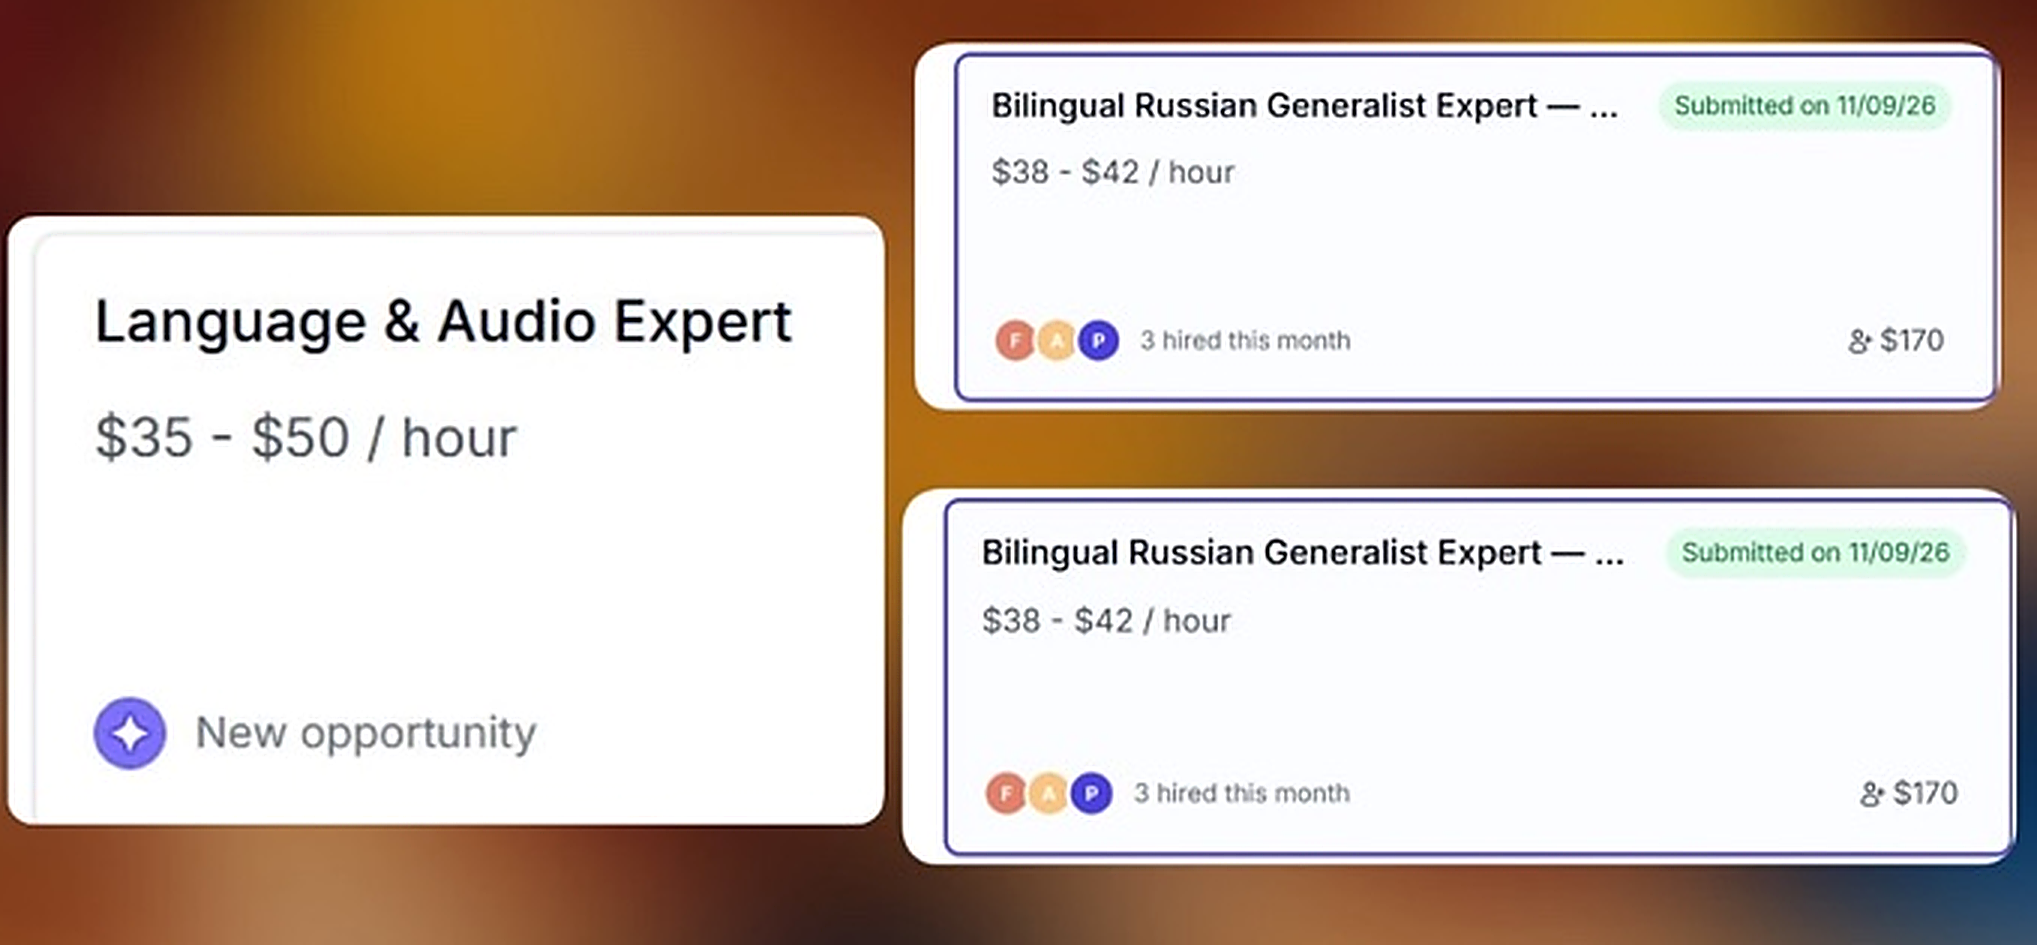 Language & Audio Expert
$35 - $50 / hour
New opportunity
Bilingual Russian Generalist Expert — ... Submitted on 11/09/26
$38 - $42 / hour
F A P 3 hired this month $170
Bilingual Russian Generalist Expert — ... Submitted on 11/09/26
$38 - $42 / hour
F A P 3 hired this month $170